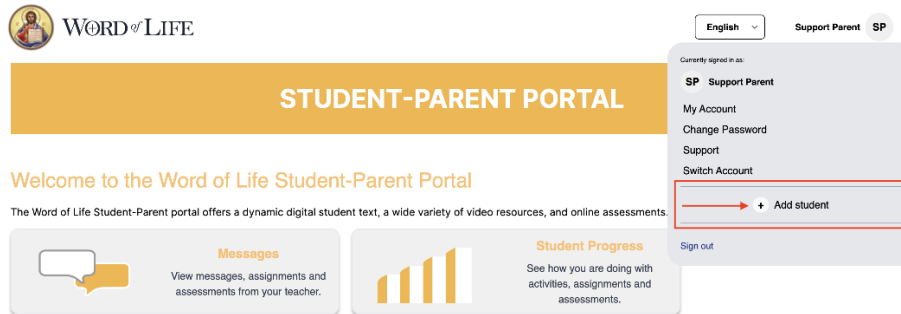 WORD of LIFE
English
Support Parent SP
Currently signed in as:
SP Support Parent
My Account
Change Password
Support
Switch Account
+ Add student
Sign out
STUDENT-PARENT PORTAL
Welcome to the Word of Life Student-Parent Portal
The Word of Life Student-Parent portal offers a dynamic digital student text, a wide variety of video resources, and online assessments.
Messages
View messages, assignments and
assessments from your teacher.
Student Progress
See how you are doing with
activities, assignments and
assessments.